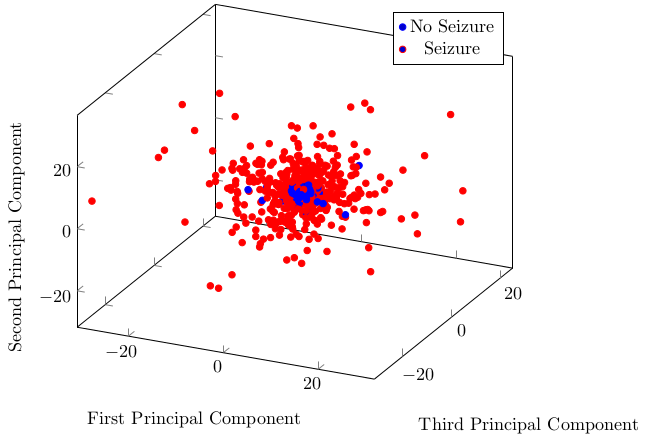 No Seizure
Seizure
Second Principal Component
20
0
−20
−20
0
20
First Principal Component
−20
0
20
Third Principal Component